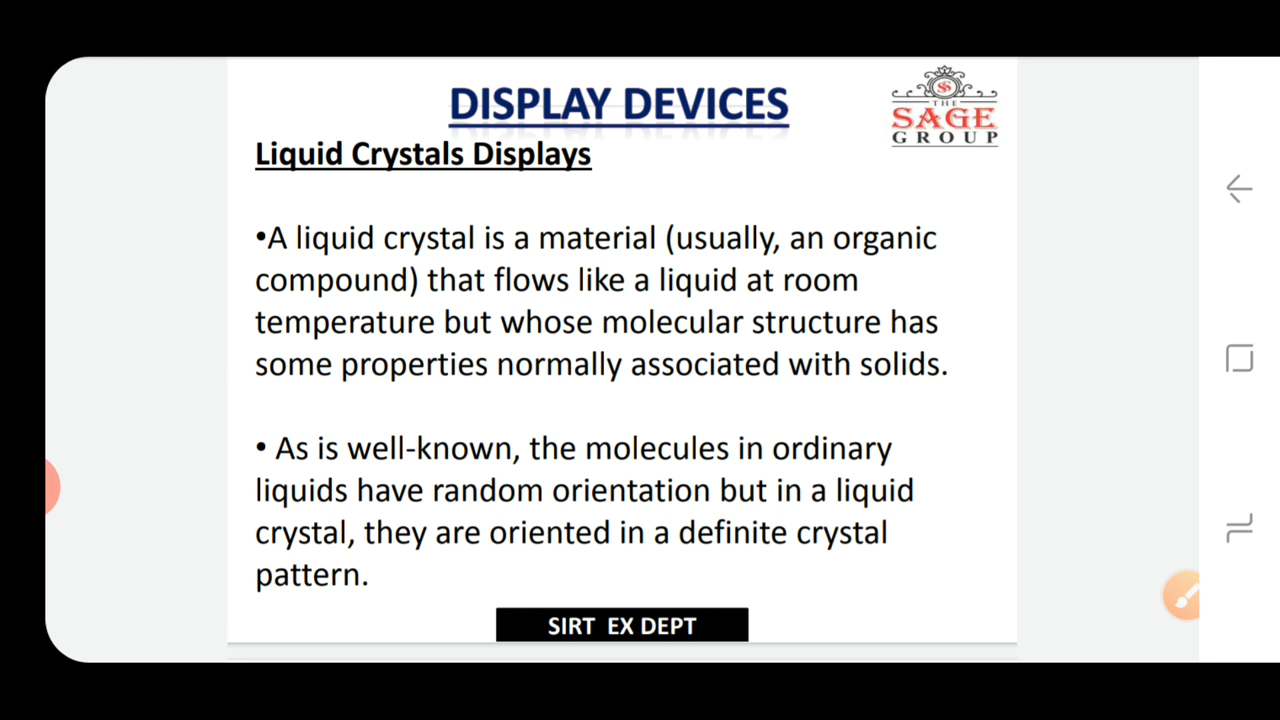 DISPLAY DEVICES
THE
SAGE
GROUP
Liquid Crystals Displays
•A liquid crystal is a material (usually, an organic
compound) that flows like a liquid at room
temperature but whose molecular structure has
some properties normally associated with solids.
• As is well-known, the molecules in ordinary
liquids have random orientation but in a liquid
crystal, they are oriented in a definite crystal
pattern.
SIRT EX DEPT